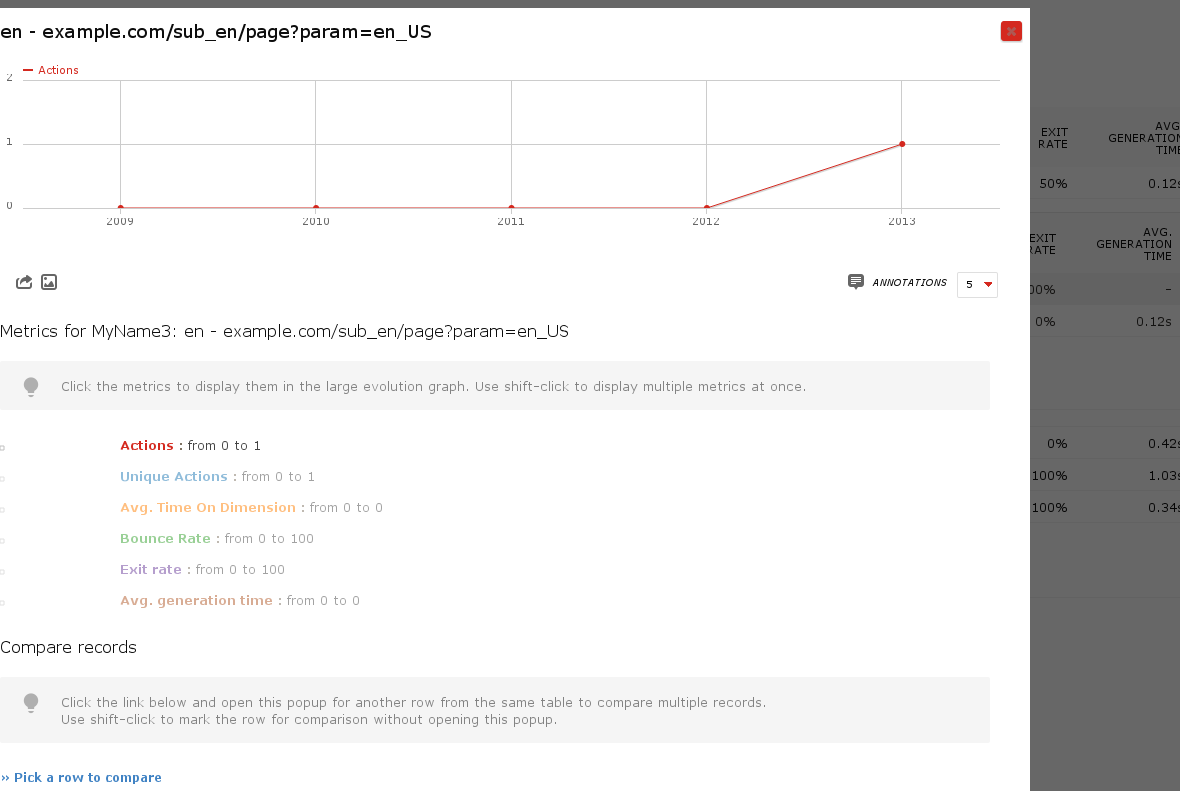 en - example.com/sub_en/page?param=en_US
Actions
2
1
0
2009 2010 2011 2012 2013
ANNOTATIONS 5
Metrics for MyName3: en - example.com/sub_en/page?param=en_US
Click the metrics to display them in the large evolution graph. Use shift-click to display multiple metrics at once.
Actions : from 0 to 1
Unique Actions : from 0 to 1
Avg. Time On Dimension : from 0 to 0
Bounce Rate : from 0 to 100
Exit rate : from 0 to 100
Avg. generation time : from 0 to 0
Compare records
Click the link below and open this popup for another row from the same table to compare multiple records.
Use shift-click to mark the row for comparison without opening this popup.
» Pick a row to compare
EXIT
RATE
AVG
GENERATION
TIME
50% 0.12s
EXIT
RATE
AVG.
GENERATION
TIME
00% –
0% 0.12s
0% 0.42s
100% 1.03s
100% 0.34s